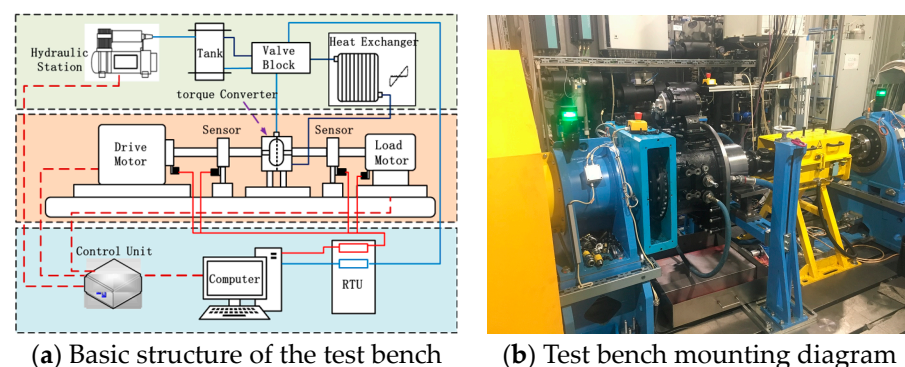 Hydraulic
Station
Tank
Valve
Block
Heat Exchanger
torque Converter
Sensor
Sensor
Drive
Motor
Load
Motor
Control Unit
Computer
RTU
(a) Basic structure of the test bench
(b) Test bench mounting diagram